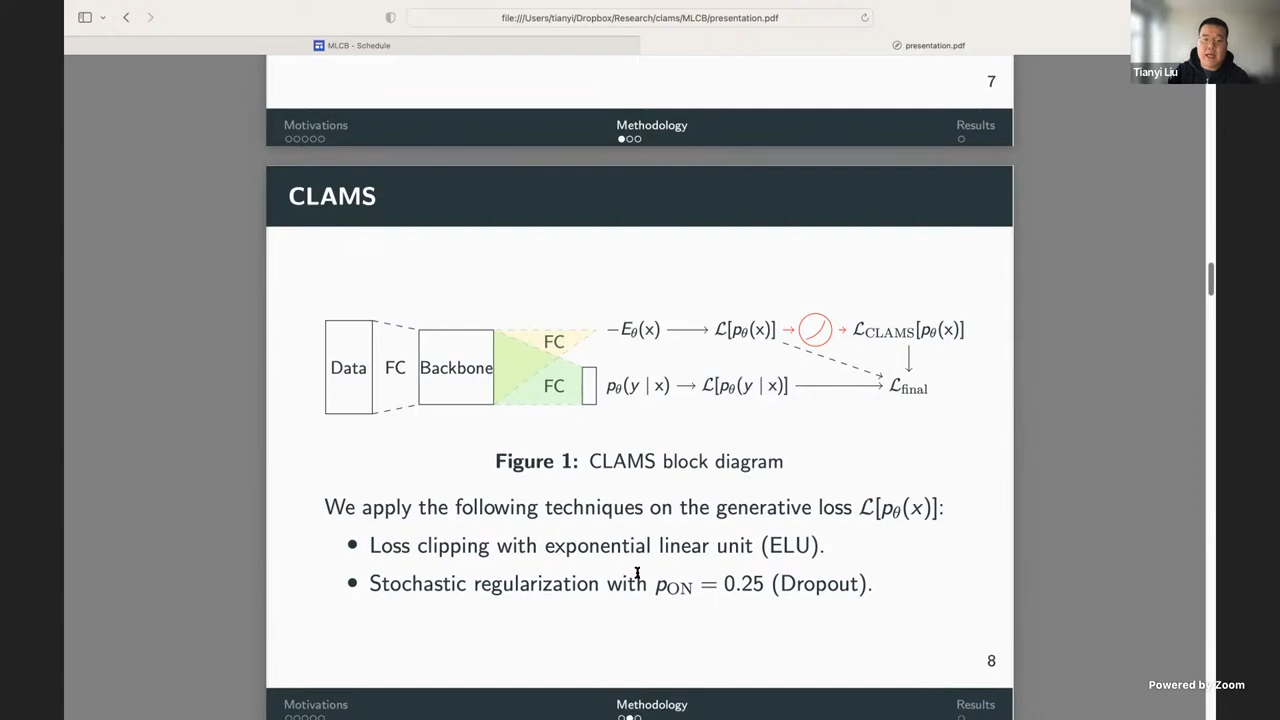 file:///Users/tianyi/Dropbox/Research/clams/MLCB/presentation.pdf
MLCB - Schedule
presentation.pdf
Tianyi Liu
7
Motivations
Methodology
Results
CLAMS
Data
FC
Backbone
FC
FC
−E_θ(x) → ℒ[p_θ(x)] → → ℒ_CLAMS[p_θ(x)]
p_θ(y | x) → ℒ[p_θ(y | x)] → ℒ_final
Figure 1: CLAMS block diagram
We apply the following techniques on the generative loss ℒ[p_θ(x)]:
• Loss clipping with exponential linear unit (ELU).
• Stochastic regularization with p_ON = 0.25 (Dropout).
8
Powered by Zoom
Motivations
Methodology
Results